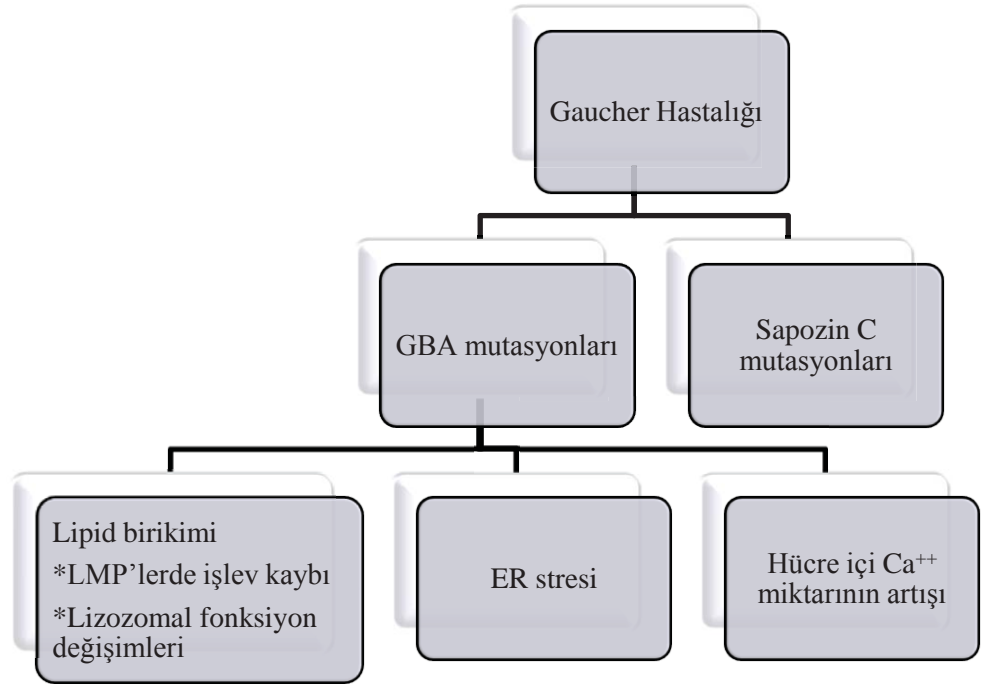 Gaucher Hastalığı
GBA mutasyonları
Sapozin C
mutasyonları
Lipid birikimi
*LMP’lerde işlev kaybı
*Lizozomal fonksiyon
değişimleri
ER stresi
Hücre içi Ca⁺⁺
miktarının artışı